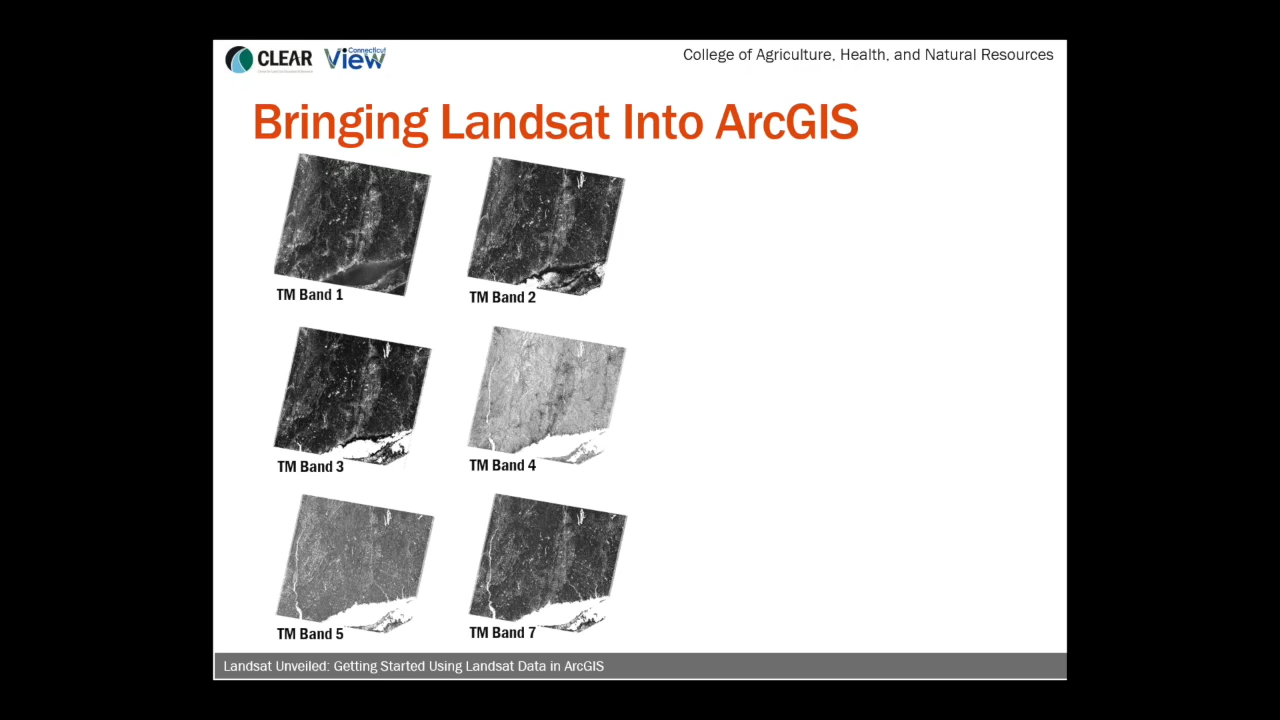 CLEAR
Connecticut
View
College of Agriculture, Health, and Natural Resources
Bringing Landsat Into ArcGIS
TM Band 1
TM Band 2
TM Band 3
TM Band 4
TM Band 5
TM Band 7
Landsat Unveiled: Getting Started Using Landsat Data in ArcGIS